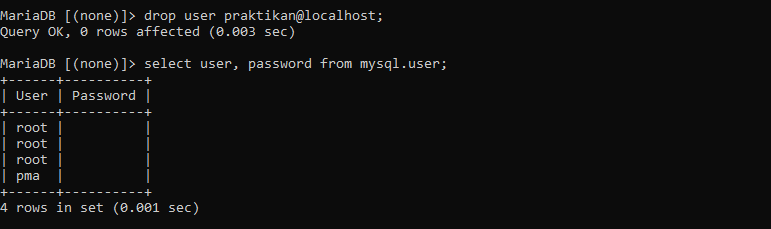 MariaDB [(none)]> drop user praktikan@localhost;
Query OK, 0 rows affected (0.003 sec)
MariaDB [(none)]> select user, password from mysql.user;
+------+----------+
| User | Password |
+------+----------+
| root |          |
| root |          |
| root |          |
| pma  |          |
+------+----------+
4 rows in set (0.001 sec)